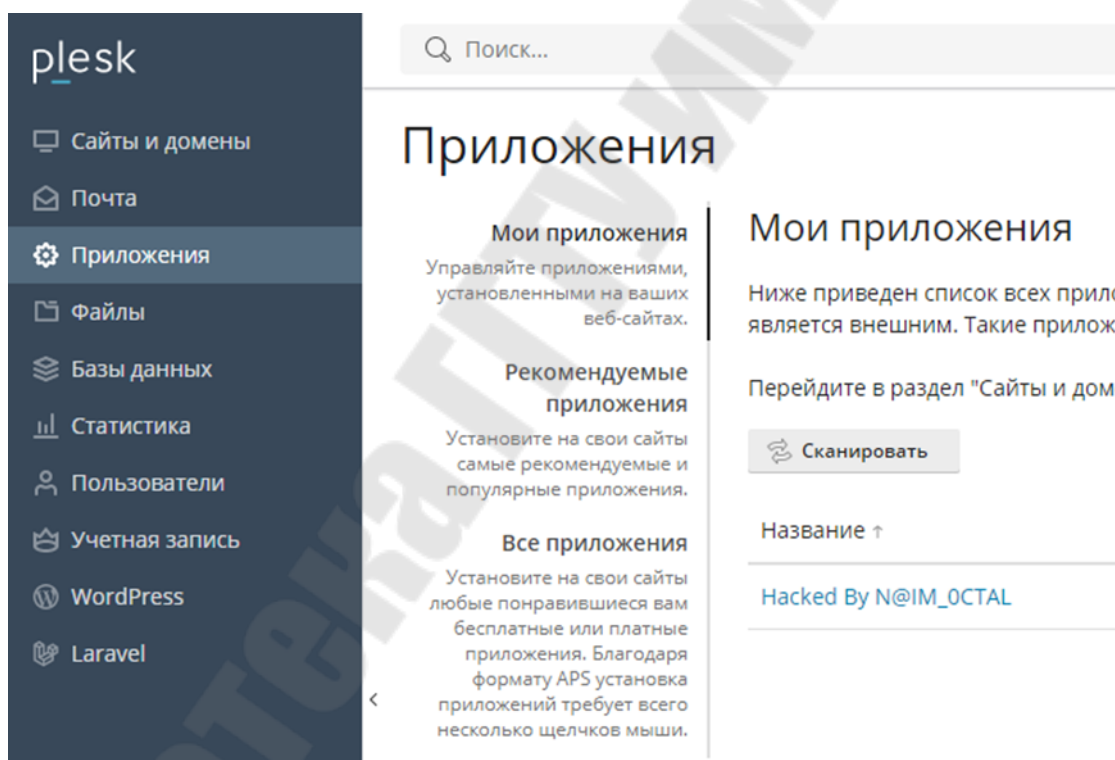 plesk
Сайты и домены
Почта
Приложения
Файлы
Базы данных
Статистика
Пользователи
Учетная запись
WordPress
Laravel
Поиск...
Приложения
Мои приложения
Управляйте приложениями,
установленными на ваших
веб-сайтах.
Рекомендуемые
приложения
Установите на свои сайты
самые рекомендуемые и
популярные приложения.
Все приложения
Установите на свои сайты
любые понравившиеся вам
бесплатные или платные
приложения. Благодаря
формату APS установка
приложений требует всего
несколько щелчков мыши.
Мои приложения
Ниже приведен список всех прило
является внешним. Такие прилож
Перейдите в раздел "Сайты и дом
Сканировать
Название ↑
Hacked By N@IM_0CTAL